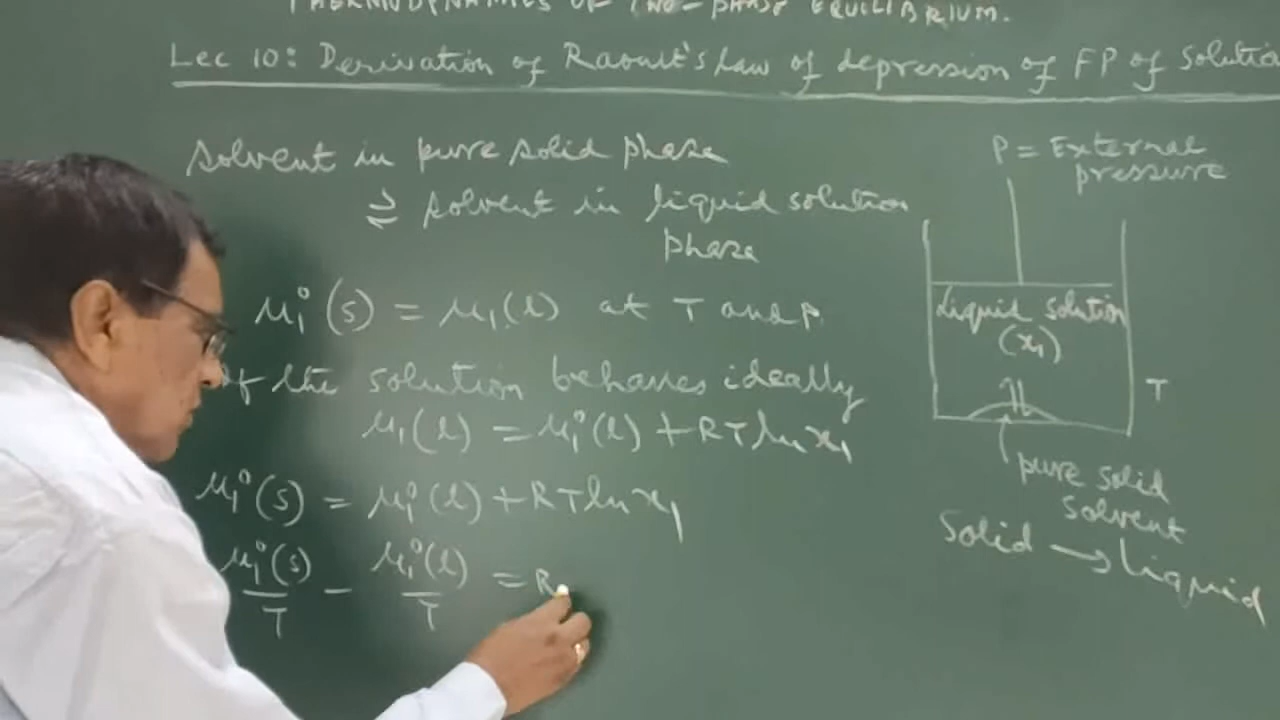 THERMODYNAMICS OF TWO-PHASE EQUILIBRIUM.
Lec 10: Derivation of Raoult's Law of depression of FP of Solutio
Solvent in pure solid phase
⇌ solvent in liquid solution
phase
μ₁°(s) = μ₁(l) at T and P.
If the solution behaves ideally
μ₁(l) = μ₁°(l) + RT ln x₁
μ₁°(s) = μ₁°(l) + RT ln x₁
μ₁°(s)/T - μ₁°(l)/T = R
P = External
pressure
Liquid solution
(x₁)
T
pure solid
solvent
Solid → Liquid